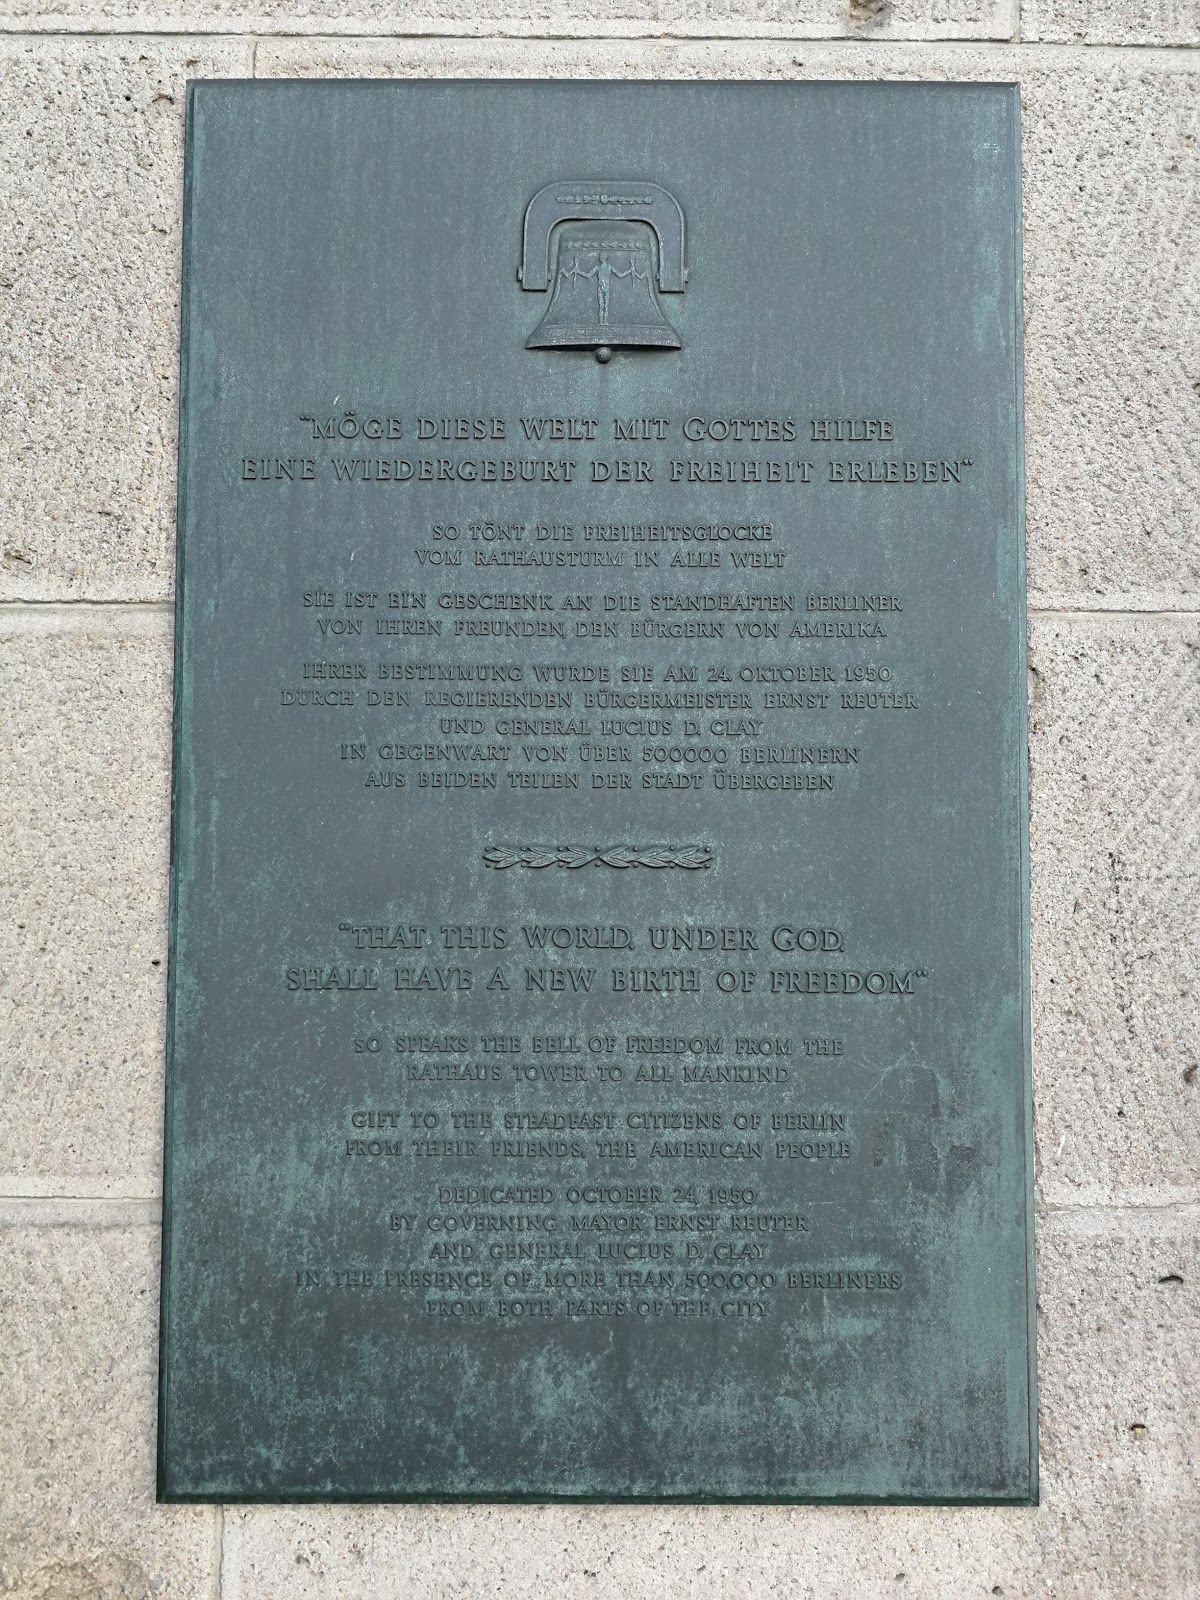 "MÖGE DIESE WELT MIT GOTTES HILFE
EINE WIEDERGEBURT DER FREIHEIT ERLEBEN"
SO TÖNT DIE FREIHEITSGLOCKE
VOM RATHAUSTURM IN ALLE WELT
SIE IST EIN GESCHENK AN DIE STANDHAFTEN BERLINER
VON IHREN FREUNDEN, DEN BÜRGERN VON AMERIKA
IHRER BESTIMMUNG WURDE SIE AM 24. OKTOBER 1950
DURCH DEN REGIERENDEN BÜRGERMEISTER ERNST REUTER
UND GENERAL LUCIUS D. CLAY
IN GEGENWART VON ÜBER 500000 BERLINERN
AUS BEIDEN TEILEN DER STADT ÜBERGEBEN
"THAT THIS WORLD, UNDER GOD,
SHALL HAVE A NEW BIRTH OF FREEDOM"
SO SPEAKS THE BELL OF FREEDOM FROM THE
RATHAUS TOWER TO ALL MANKIND
GIFT TO THE STEADFAST CITIZENS OF BERLIN
FROM THEIR FRIENDS, THE AMERICAN PEOPLE
DEDICATED OCTOBER 24, 1950
BY GOVERNING MAYOR ERNST REUTER
AND GENERAL LUCIUS D. CLAY
IN THE PRESENCE OF MORE THAN 500,000 BERLINERS
FROM BOTH PARTS OF THE CITY